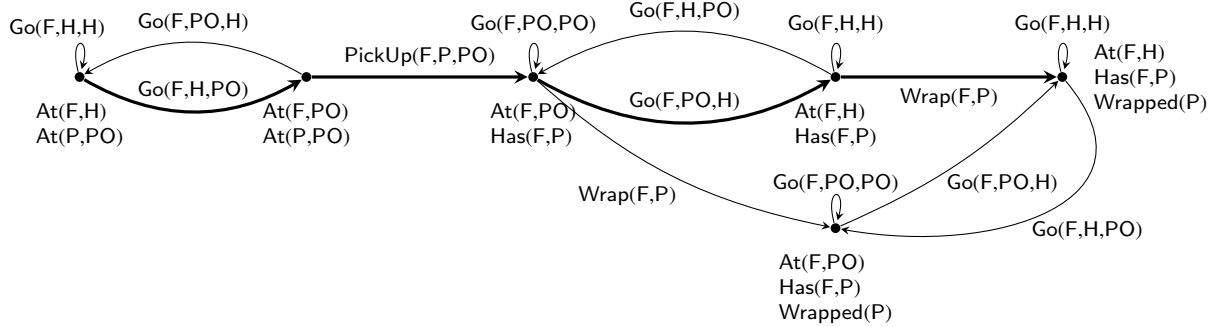 Go(F,H,H)
Go(F,PO,H)
Go(F,H,PO)
At(F,H)
At(P,PO)
PickUp(F,P,PO)
At(F,PO)
At(P,PO)
Go(F,PO,PO)
Go(F,H,PO)
Go(F,PO,H)
At(F,PO)
Has(F,P)
Go(F,H,H)
At(F,H)
Has(F,P)
Wrap(F,P)
Go(F,H,H)
At(F,H)
Has(F,P)
Wrapped(P)
Wrap(F,P)
Go(F,PO,PO)
Go(F,PO,H)
Go(F,H,PO)
At(F,PO)
Has(F,P)
Wrapped(P)